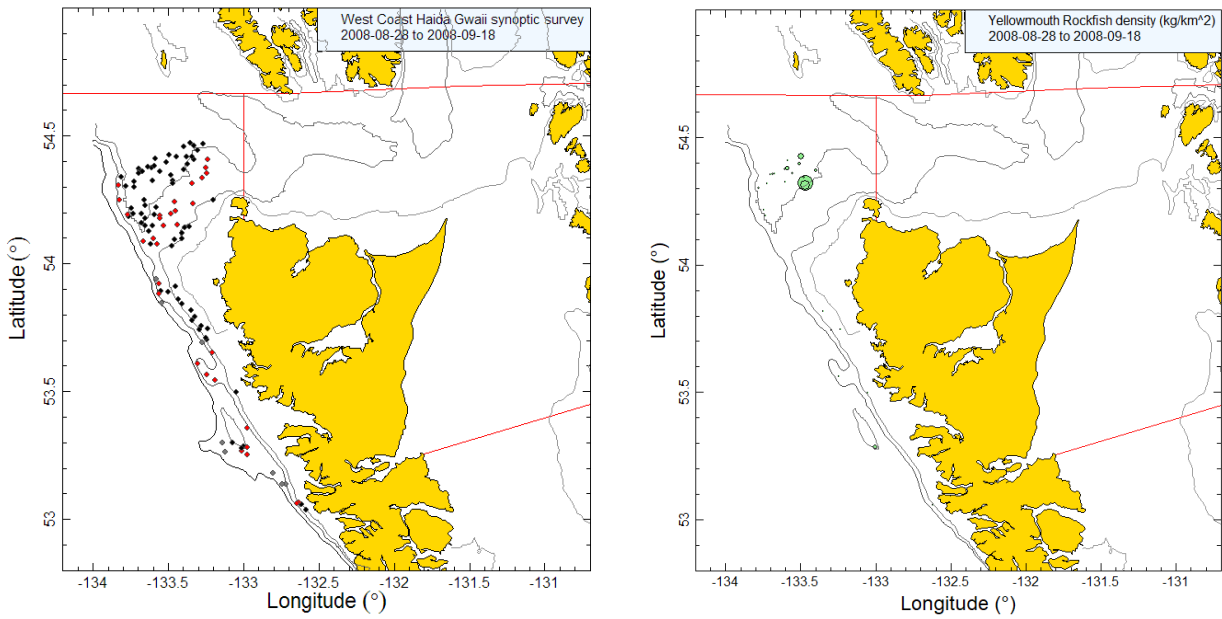 West Coast Haida Gwaii synoptic survey
2008-08-28 to 2008-09-18
54.5
54
53.5
53
Latitude (°)
-134
-133.5
-133
-132.5
-132
-131.5
-131
Longitude (°)
Yellowmouth Rockfish density (kg/km^2)
2008-08-28 to 2008-09-18
54.5
54
53.5
53
Latitude (°)
-134
-133.5
-133
-132.5
-132
-131.5
-131
Longitude (°)